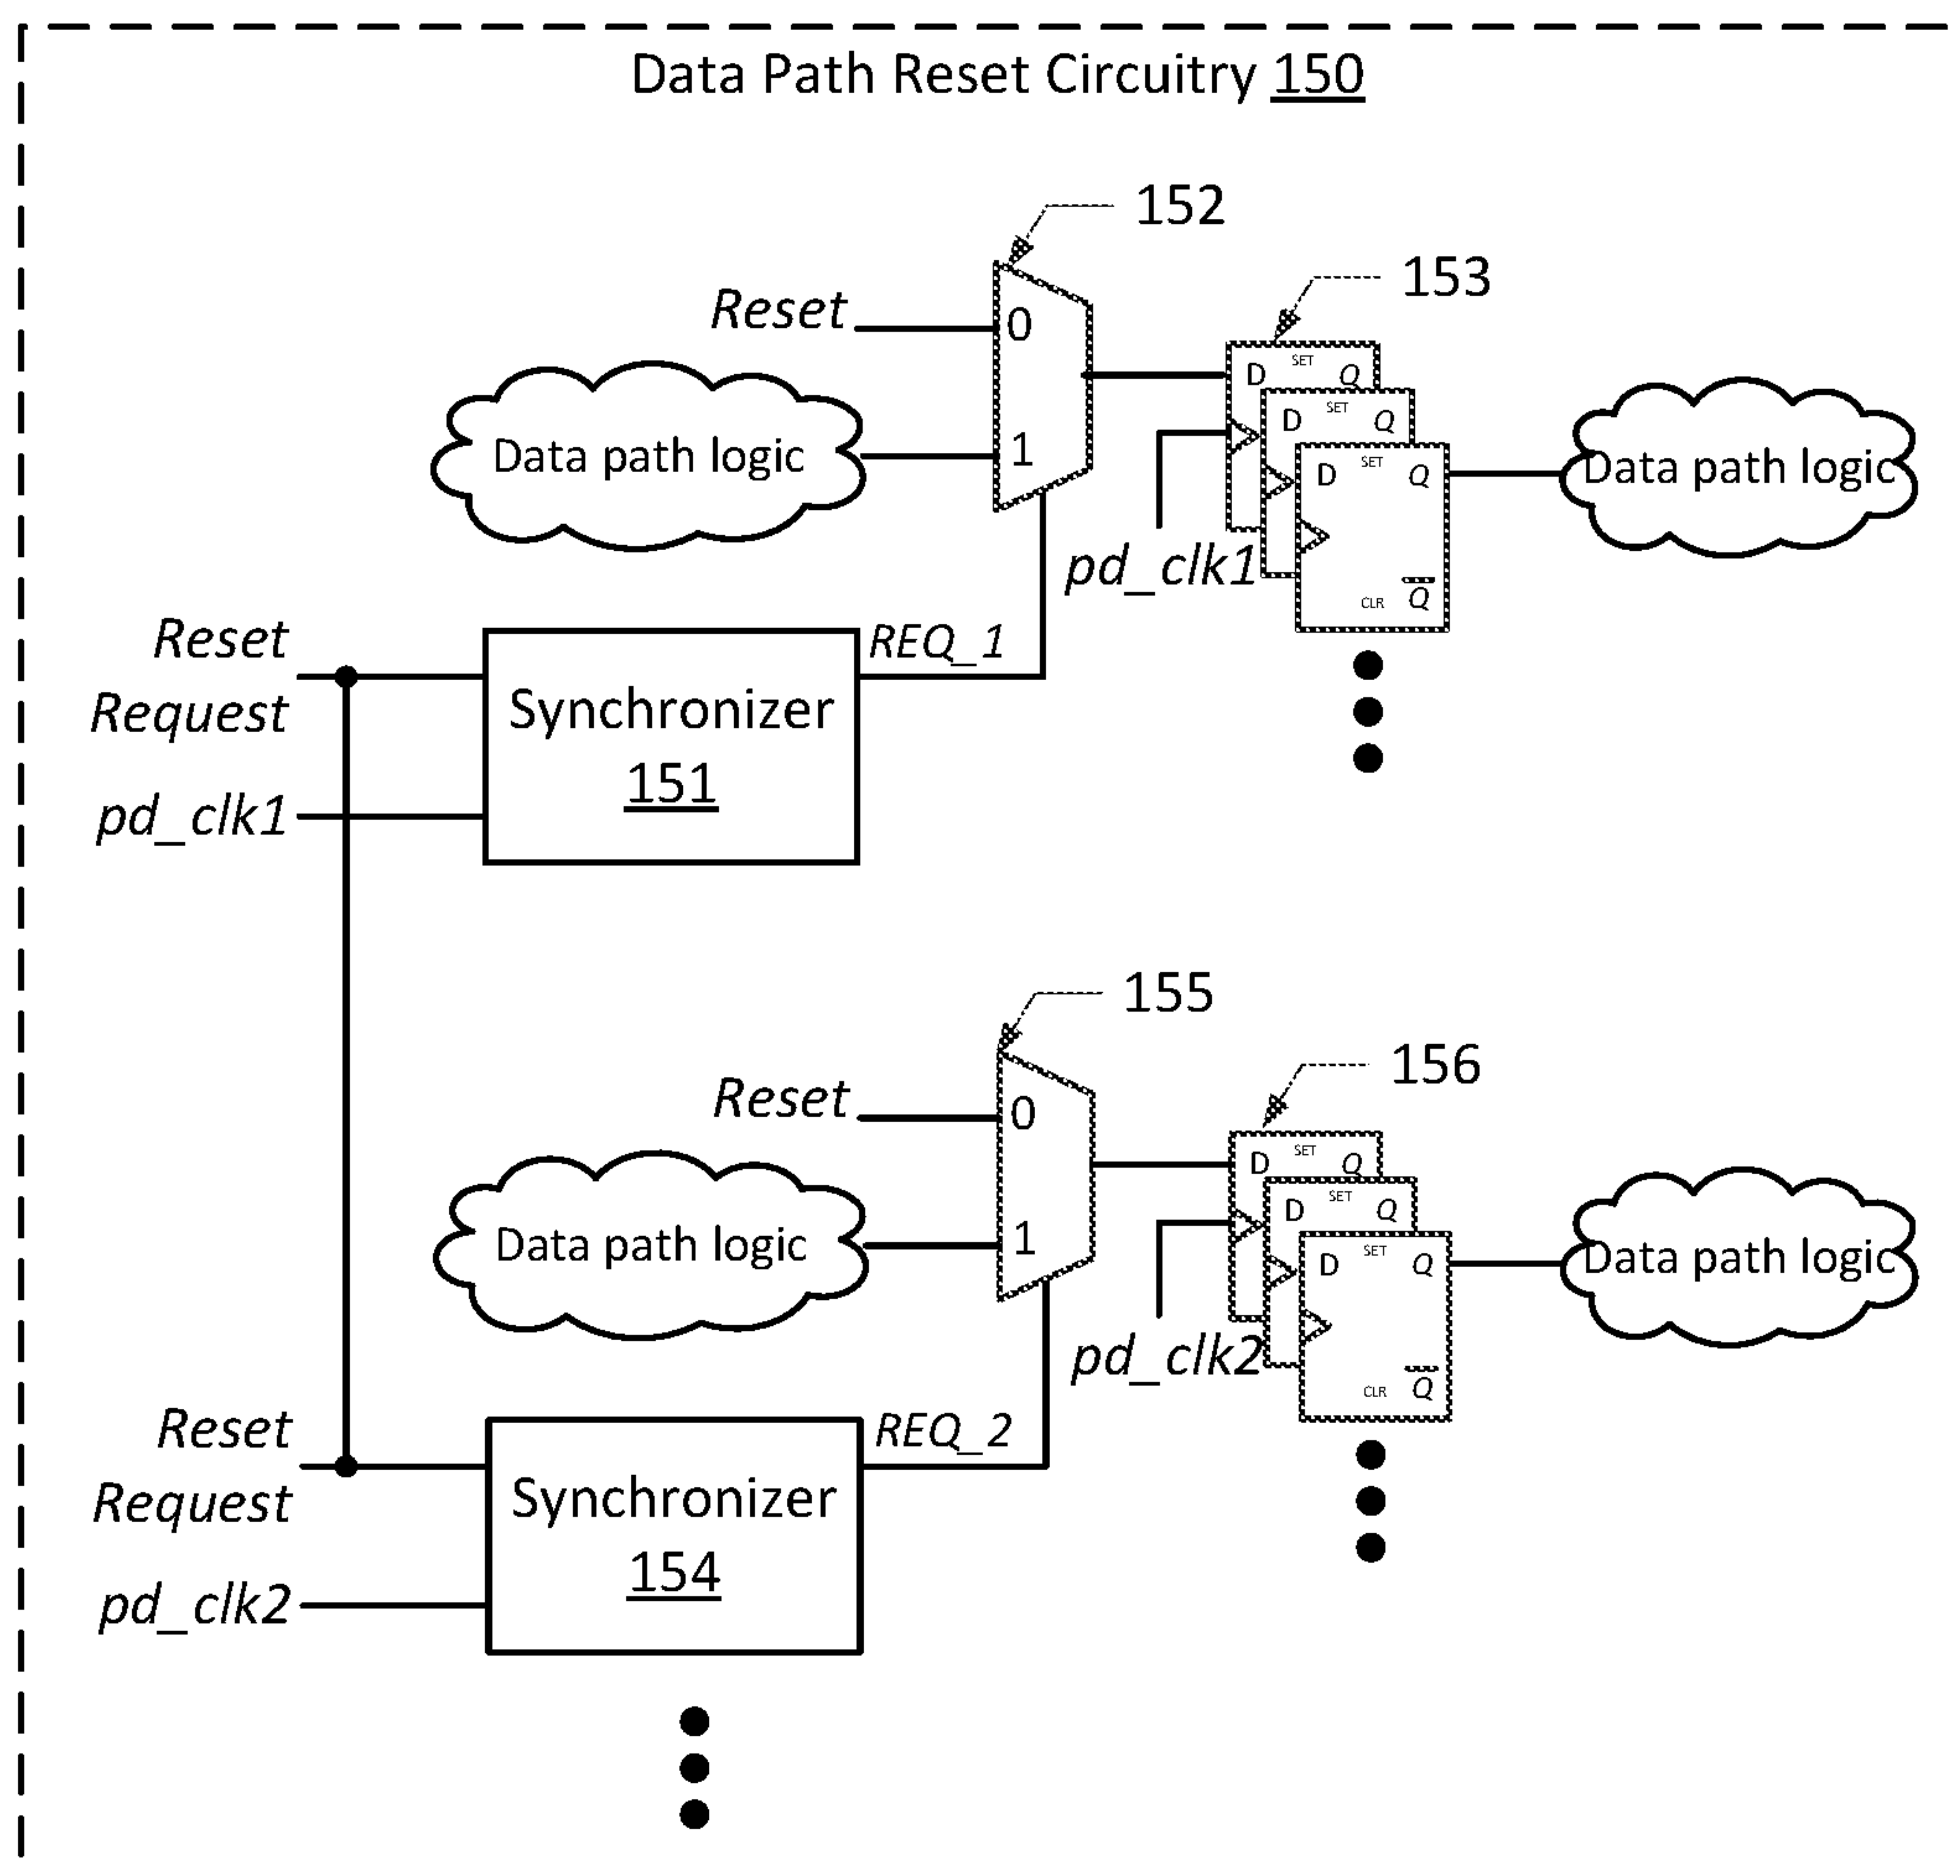 Data Path Reset Circuitry 150
152
153
Reset
0
D SET Q
D SET Q
Data path logic
1
D SET Q
Data path logic
pd_clk1
CLR Q
Reset
Request
REQ_1
Synchronizer
151
pd_clk1
155
156
Reset
0
D SET Q
D SET Q
Data path logic
1
D SET Q
Data path logic
pd_clk2
CLR Q
Reset
Request
REQ_2
Synchronizer
154
pd_clk2